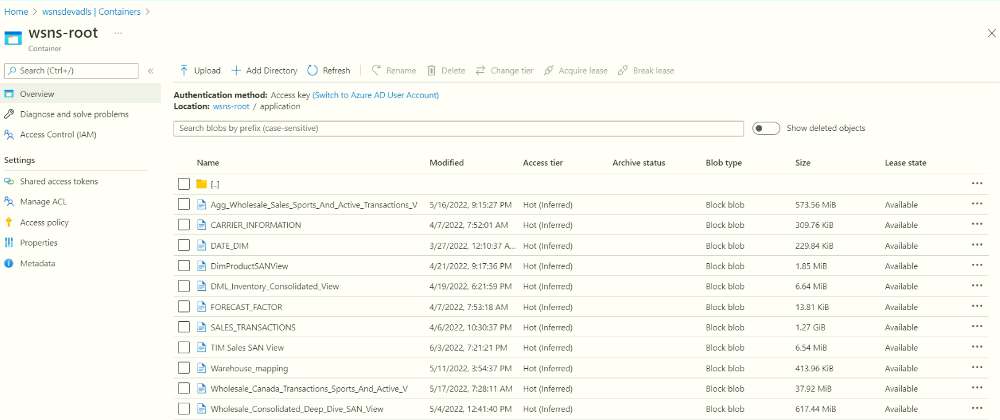 Home > wsnsdevadls | Containers >
wsns-root ...
Container
Search (Ctrl+/) «
Upload Add Directory Refresh Rename Delete Change tier Acquire lease Break lease
Overview
Diagnose and solve problems
Access Control (IAM)
Settings
Shared access tokens
Manage ACL
Access policy
Properties
Metadata
Authentication method: Access key (Switch to Azure AD User Account)
Location: wsns-root / application
Search blobs by prefix (case-sensitive) Show deleted objects
Name Modified Access tier Archive status Blob type Size Lease state
[..] ...
Agg_Wholesale_Sales_Sports_And_Active_Transactions_V 5/16/2022, 9:15:27 PM Hot (Inferred) Block blob 573.56 MiB Available ...
CARRIER_INFORMATION 4/7/2022, 7:52:01 AM Hot (Inferred) Block blob 309.76 KiB Available ...
DATE_DIM 3/27/2022, 12:10:37 A... Hot (Inferred) Block blob 229.84 KiB Available ...
DimProductSANView 4/21/2022, 9:17:36 PM Hot (Inferred) Block blob 1.85 MiB Available ...
DML_Inventory_Consolidated_View 4/19/2022, 6:21:59 PM Hot (Inferred) Block blob 6.64 MiB Available ...
FORECAST_FACTOR 4/7/2022, 7:53:18 AM Hot (Inferred) Block blob 13.81 KiB Available ...
SALES_TRANSACTIONS 4/6/2022, 10:30:37 PM Hot (Inferred) Block blob 1.27 GiB Available ...
TIM Sales SAN View 6/3/2022, 7:21:21 PM Hot (Inferred) Block blob 6.54 MiB Available ...
Warehouse_mapping 5/11/2022, 3:54:37 PM Hot (Inferred) Block blob 413.96 KiB Available ...
Wholesale_Canada_Transactions_Sports_And_Active_V 5/17/2022, 7:28:11 AM Hot (Inferred) Block blob 37.92 MiB Available ...
Wholesale_Consolidated_Deep_Dive_SAN_View 5/4/2022, 12:41:40 PM Hot (Inferred) Block blob 617.44 MiB Available ...